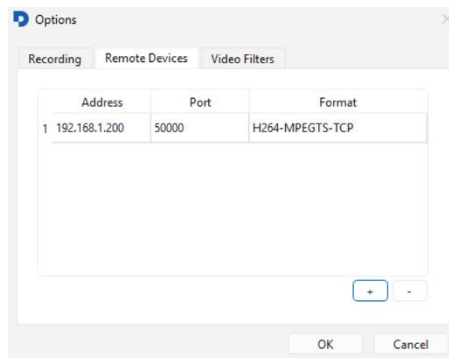 Options
Recording Remote Devices Video Filters
Address Port Format
1 192.168.1.200 50000 H264-MPEGTS-TCP
+ -
OK Cancel